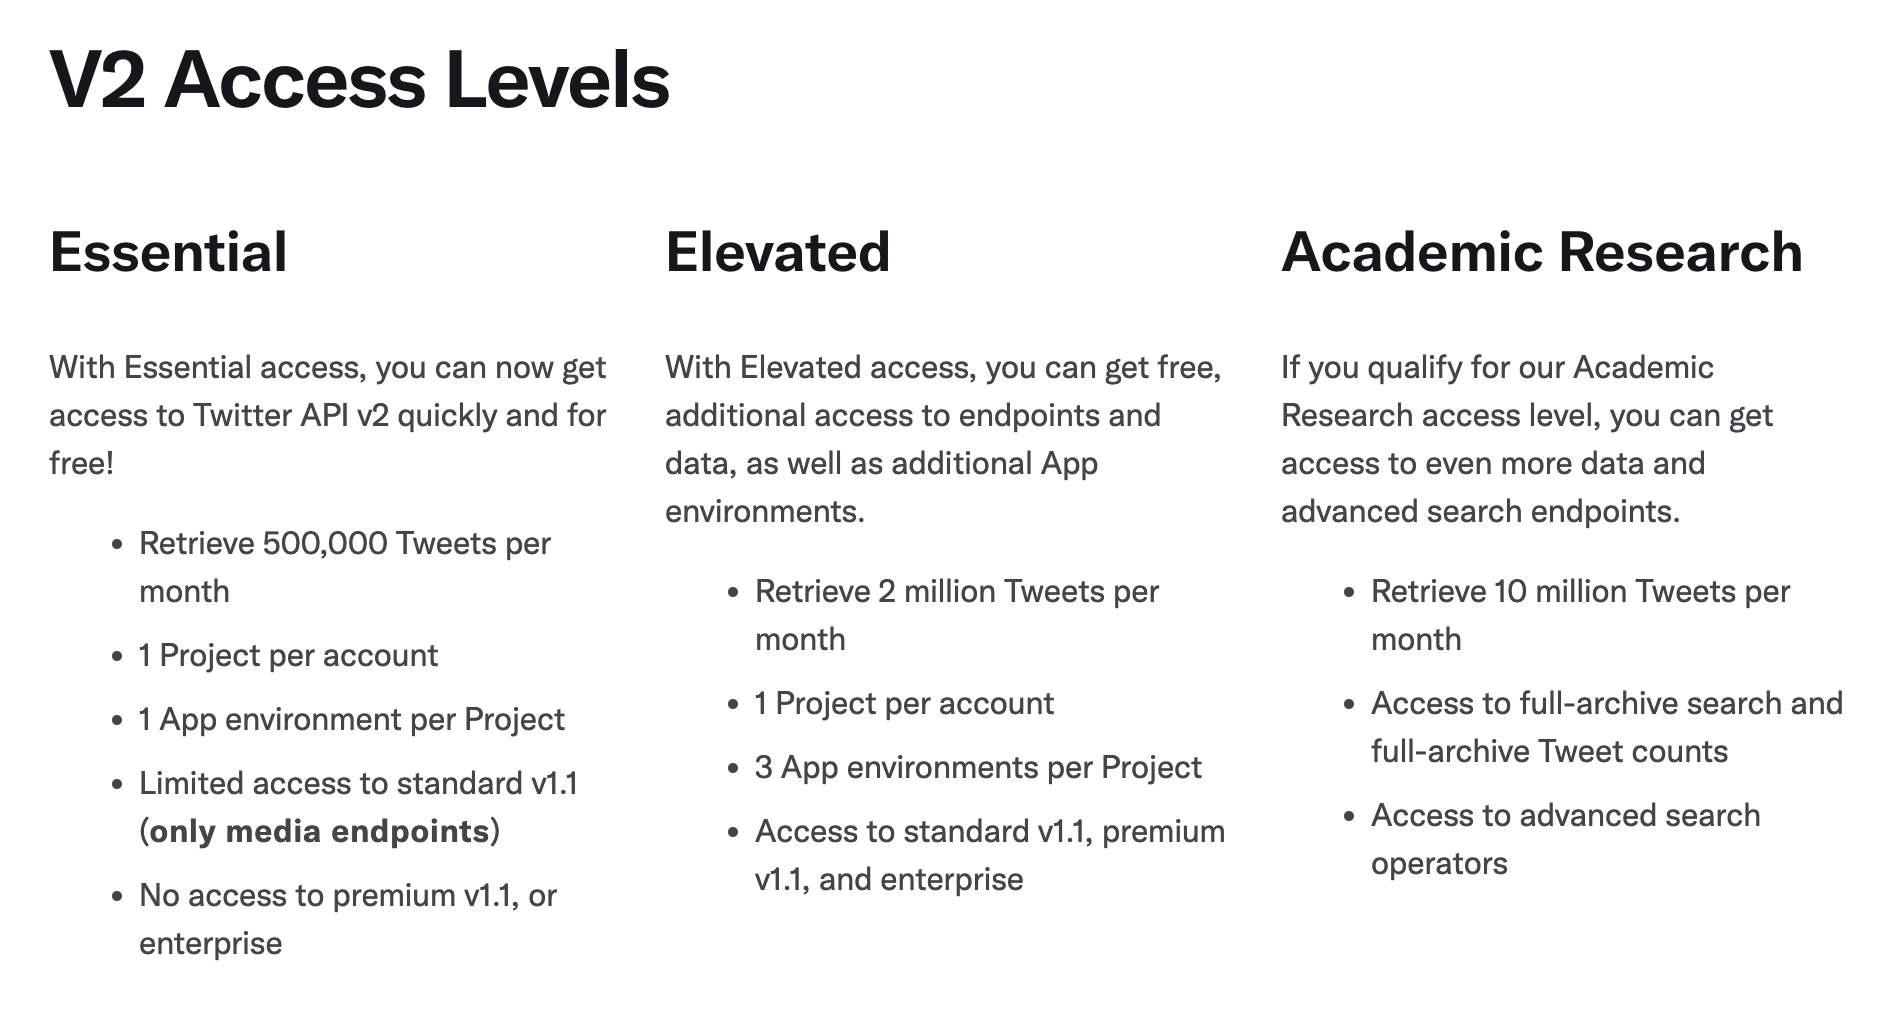 V2 Access Levels
Essential
With Essential access, you can now get
access to Twitter API v2 quickly and for
free!
• Retrieve 500,000 Tweets per
month
• 1 Project per account
• 1 App environment per Project
• Limited access to standard v1.1
(only media endpoints)
• No access to premium v1.1, or
enterprise
Elevated
With Elevated access, you can get free,
additional access to endpoints and
data, as well as additional App
environments.
• Retrieve 2 million Tweets per
month
• 1 Project per account
• 3 App environments per Project
• Access to standard v1.1, premium
v1.1, and enterprise
Academic Research
If you qualify for our Academic
Research access level, you can get
access to even more data and
advanced search endpoints.
• Retrieve 10 million Tweets per
month
• Access to full-archive search and
full-archive Tweet counts
• Access to advanced search
operators